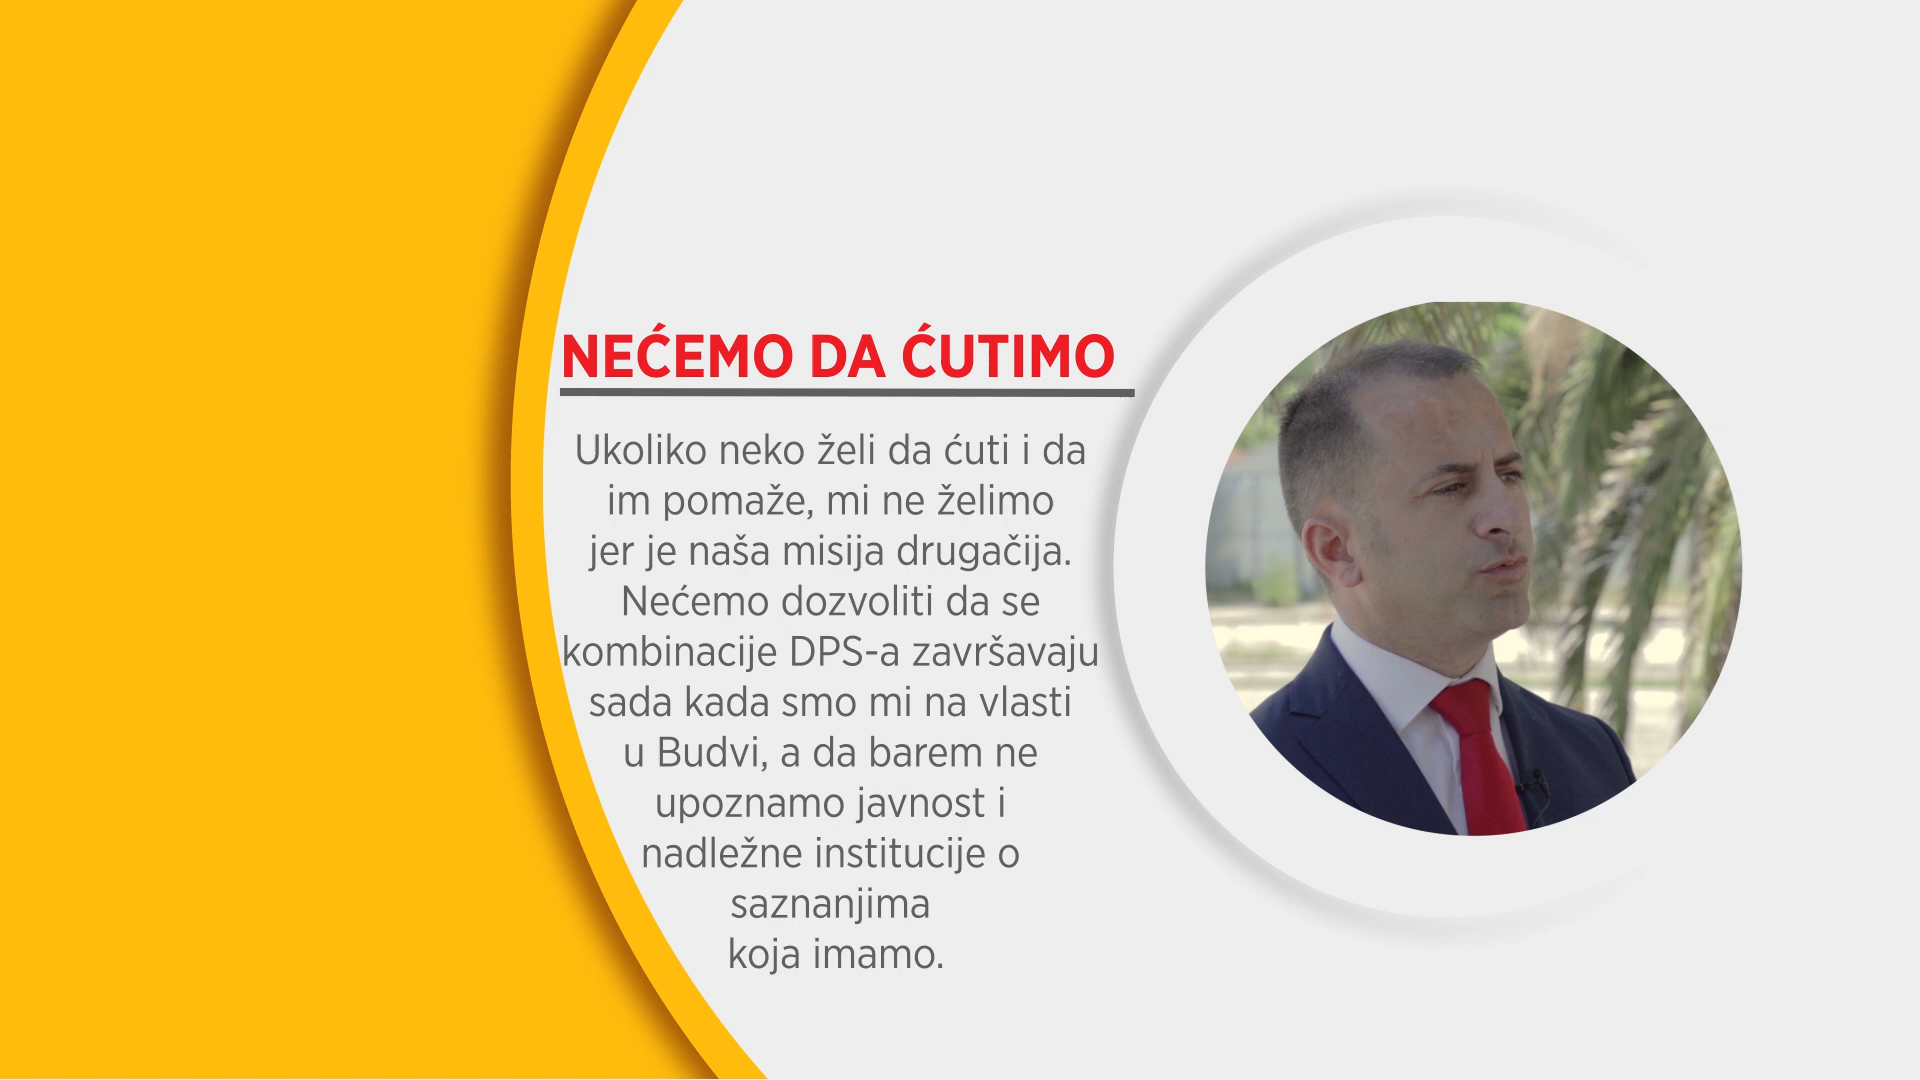 NEĆEMO DA ĆUTIMO
Ukoliko neko želi da ćuti i da
im pomaže, mi ne želimo
jer je naša misija drugačija.
Nećemo dozvoliti da se
kombinacije DPS-a završavaju
sada kada smo mi na vlasti
u Budvi, a da barem ne
upoznamo javnost i
nadležne institucije o
saznanjima
koja imamo.